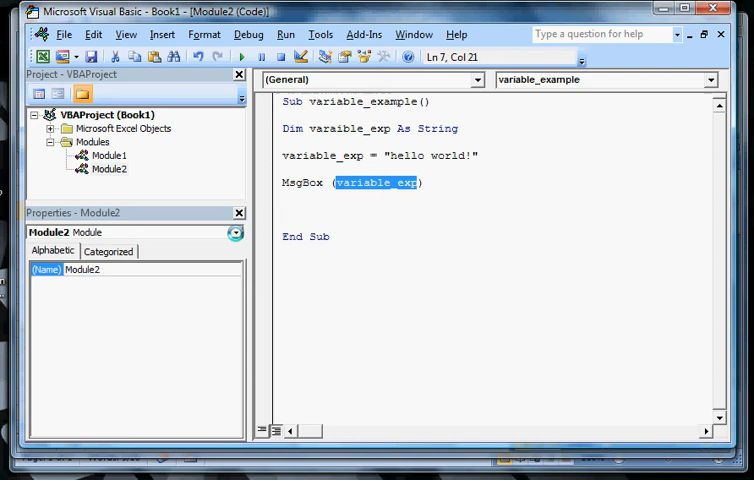 Microsoft Visual Basic - Book1 - [Module2 (Code)]
File Edit View Insert Format Debug Run Tools Add-Ins Window Help
Type a question for help
Ln 7, Col 21
Project - VBAProject
VBAProject (Book1)
Microsoft Excel Objects
Modules
Module1
Module2
Properties - Module2
Module2 Module
Alphabetic Categorized
(Name) Module2
(General)
variable_example
Sub variable_example()
Dim varaible_exp As String
variable_exp = "hello world!"
MsgBox (variable_exp)
End Sub